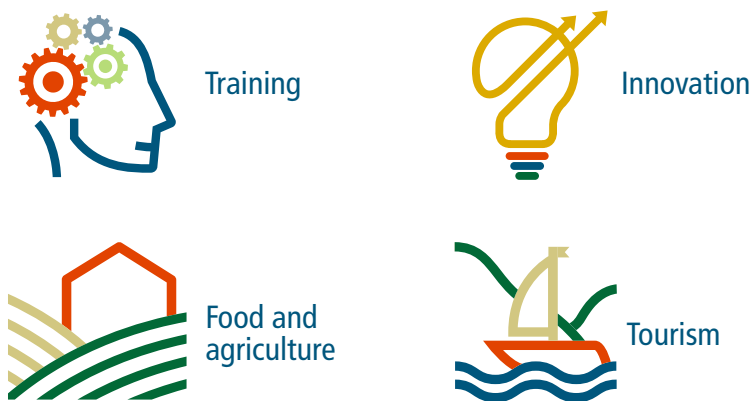 Training
Innovation
Food and
agriculture
Tourism